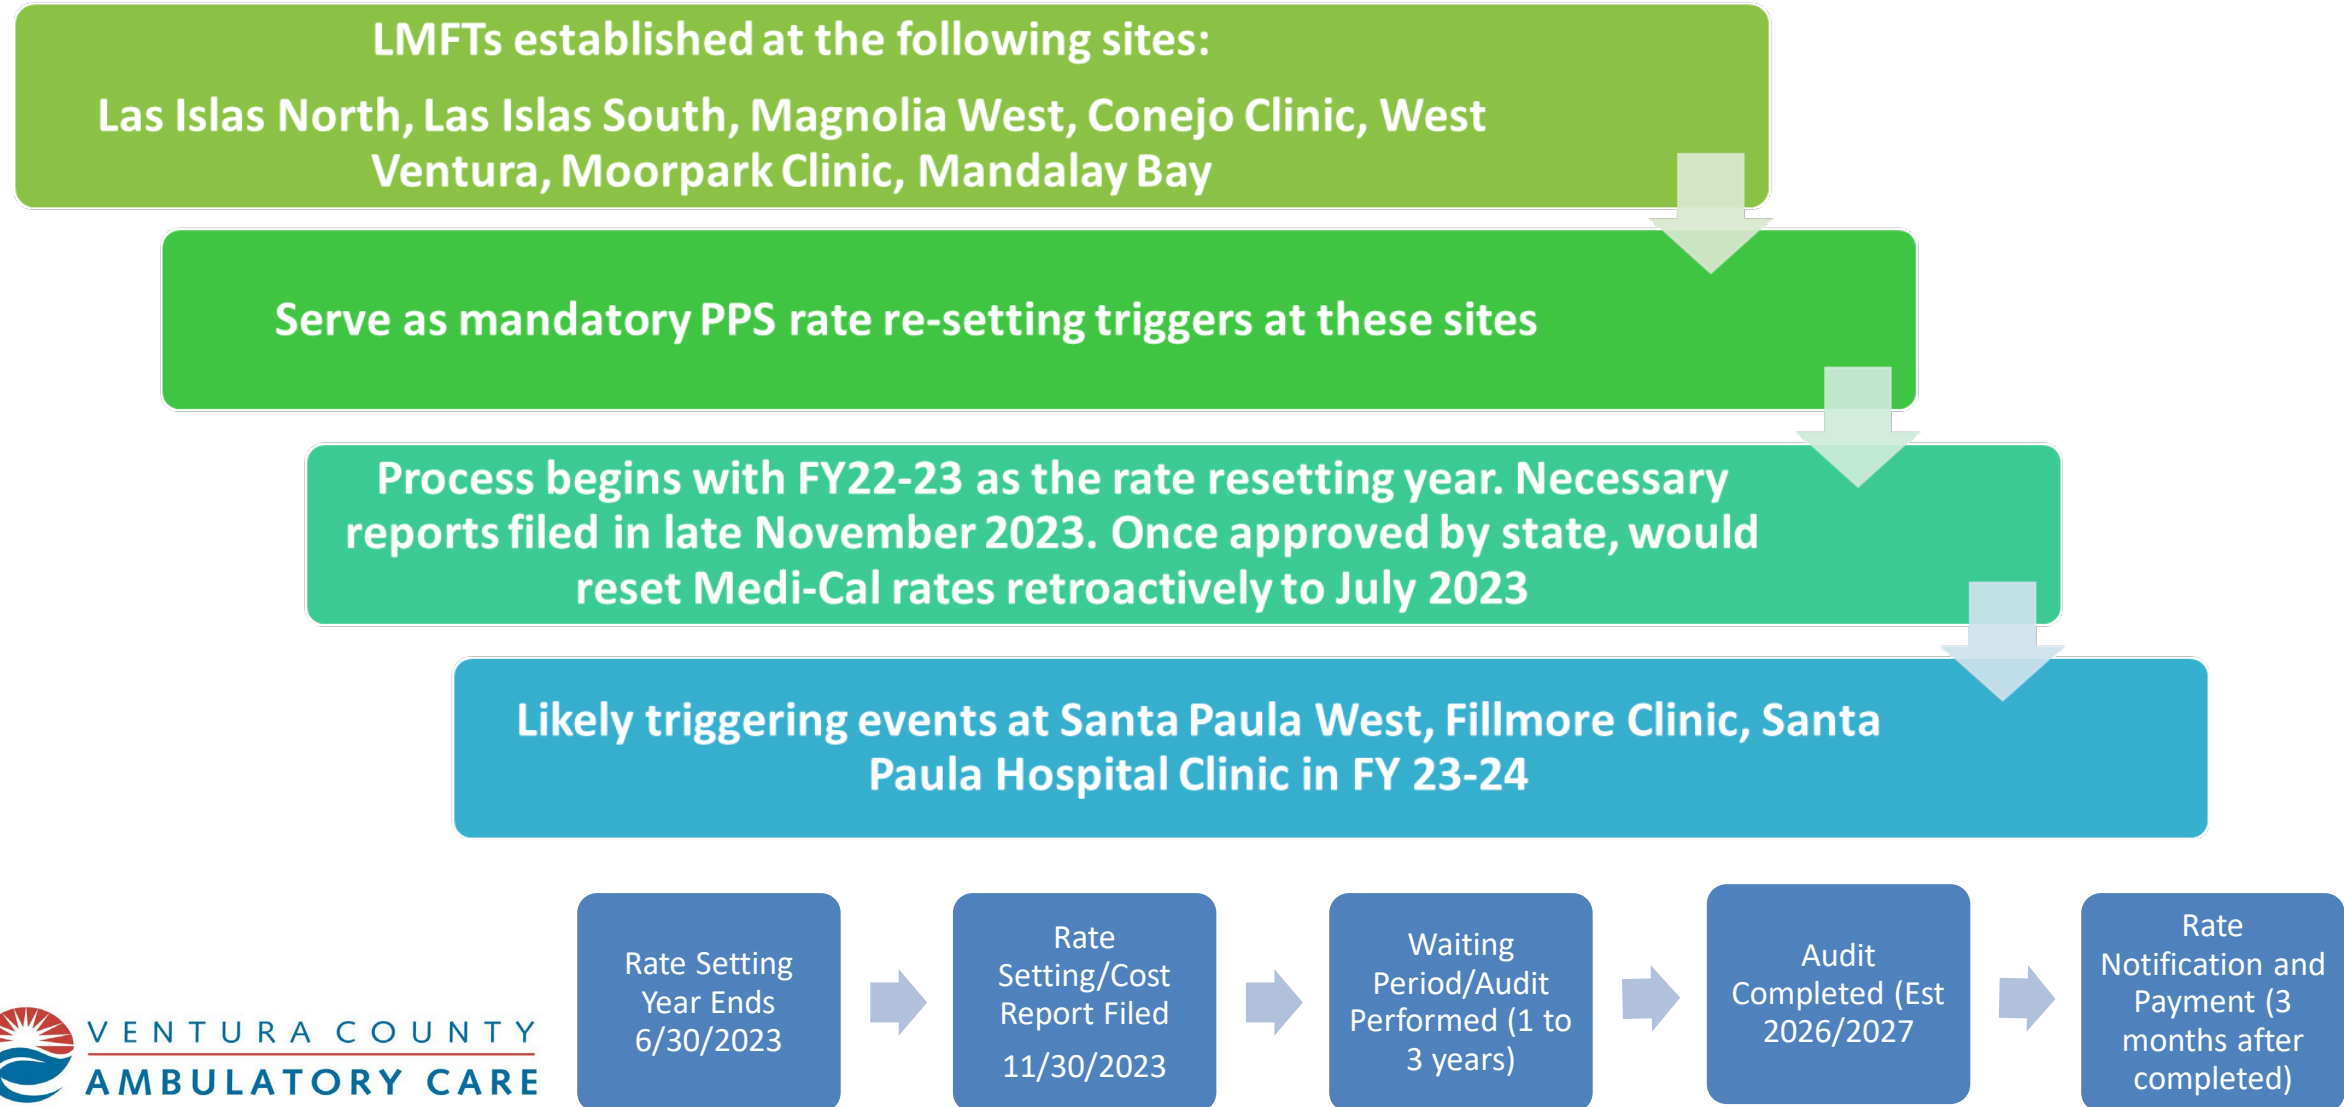 LMFTs established at the following sites:
Las Islas North, Las Islas South, Magnolia West, Conejo Clinic, West
Ventura, Moorpark Clinic, Mandalay Bay
Serve as mandatory PPS rate re-setting triggers at these sites
Process begins with FY22-23 as the rate resetting year. Necessary
reports filed in late November 2023. Once approved by state, would
reset Medi-Cal rates retroactively to July 2023
Likely triggering events at Santa Paula West, Fillmore Clinic, Santa
Paula Hospital Clinic in FY 23-24
Rate Setting
Year Ends
6/30/2023
Rate
Setting/Cost
Report Filed
11/30/2023
Waiting
Period/Audit
Performed (1 to
3 years)
Audit
Completed (Est
2026/2027
Rate
Notification and
Payment (3
months after
completed)
VENTURA COUNTY
AMBULATORY CARE